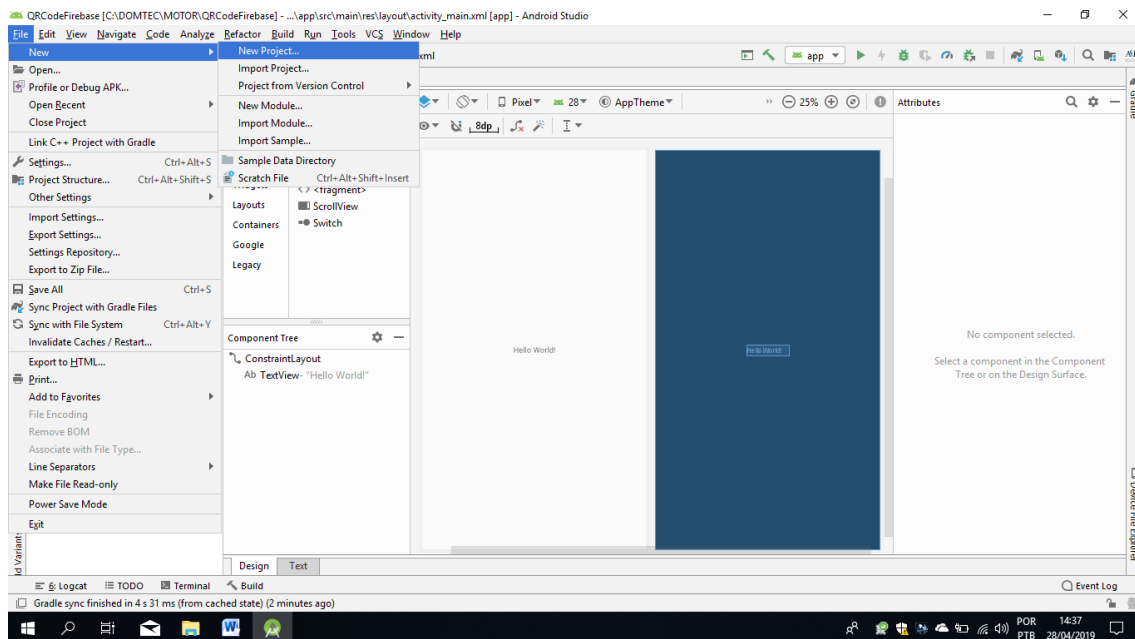 QRCodeFirebase [C:\DOMTEC\MOTOR\QRCodeFirebase] - ...\app\src\main\res\layout\activity_main.xml [app] - Android Studio
File Edit View Navigate Code Analyze Refactor Build Run Tools VCS Window Help
New
Open...
Profile or Debug APK...
Open Recent
Close Project
Link C++ Project with Gradle
Settings... Ctrl+Alt+S
Project Structure... Ctrl+Alt+Shift+S
Other Settings
Import Settings...
Export Settings...
Settings Repository...
Export to Zip File...
Save All Ctrl+S
Sync Project with Gradle Files
Sync with File System Ctrl+Alt+Y
Invalidate Caches / Restart...
Export to HTML...
Print...
Add to Favorites
File Encoding
Remove BOM
Associate with File Type...
Line Separators
Make File Read-only
Power Save Mode
Exit
New Project...
Import Project...
Project from Version Control
New Module...
Import Module...
Import Sample...
Sample Data Directory
Scratch File Ctrl+Alt+Shift+Insert
xml
app
Pixel 28 AppTheme 25%
8dp
Attributes
Gradle
<fragment>
Layouts
ScrollView
Containers
Switch
Google
Legacy
Component Tree
ConstraintLayout
Ab TextView- "Hello World!"
Hello World!
Hello World!
No component selected.
Select a component in the Component
Tree or on the Design Surface.
Device File Explorer
ld Variants
Design Text
6: Logcat TODO Terminal Build Event Log
Gradle sync finished in 4 s 31 ms (from cached state) (2 minutes ago)
POR 14:37
PTB 28/04/2019